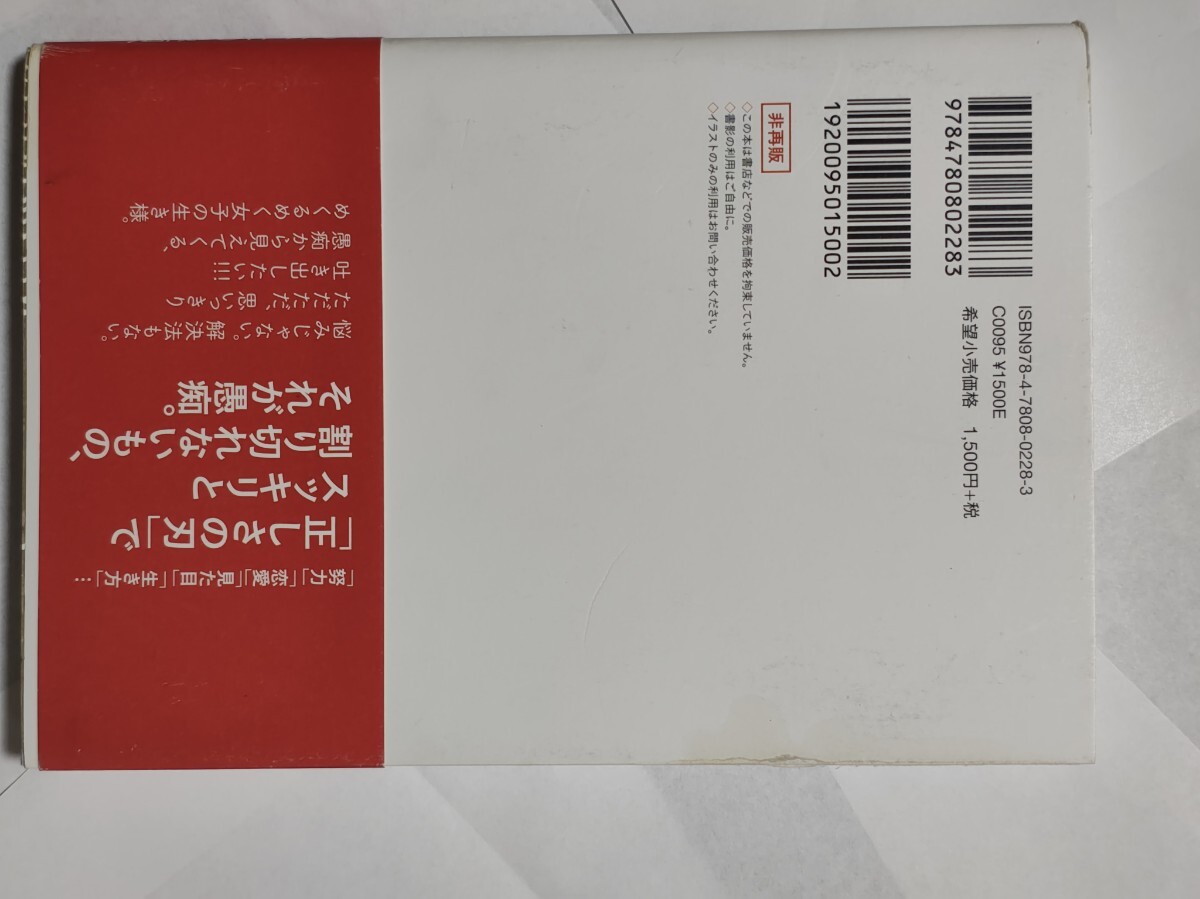 9784780802283
1920095015002
ISBN978-4-7808-0228-3
C0095 ¥1500E
希望小売価格 1,500円+税
非再販
◇この本は書店などでの販売価格を拘束していません。
◇書影の利用はご自由に。
◇イラストのみの利用はお問い合わせください。
「努力」「恋愛」「見た目」「生き方」…
「正しさの刃」で
スッキリと
割り切れないもの、
それが愚痴。
悩みじゃない。解決法もない。
ただただ、思いっきり
吐き出したい!!!
愚痴から見えてくる、
めくるめく女子の生き様。